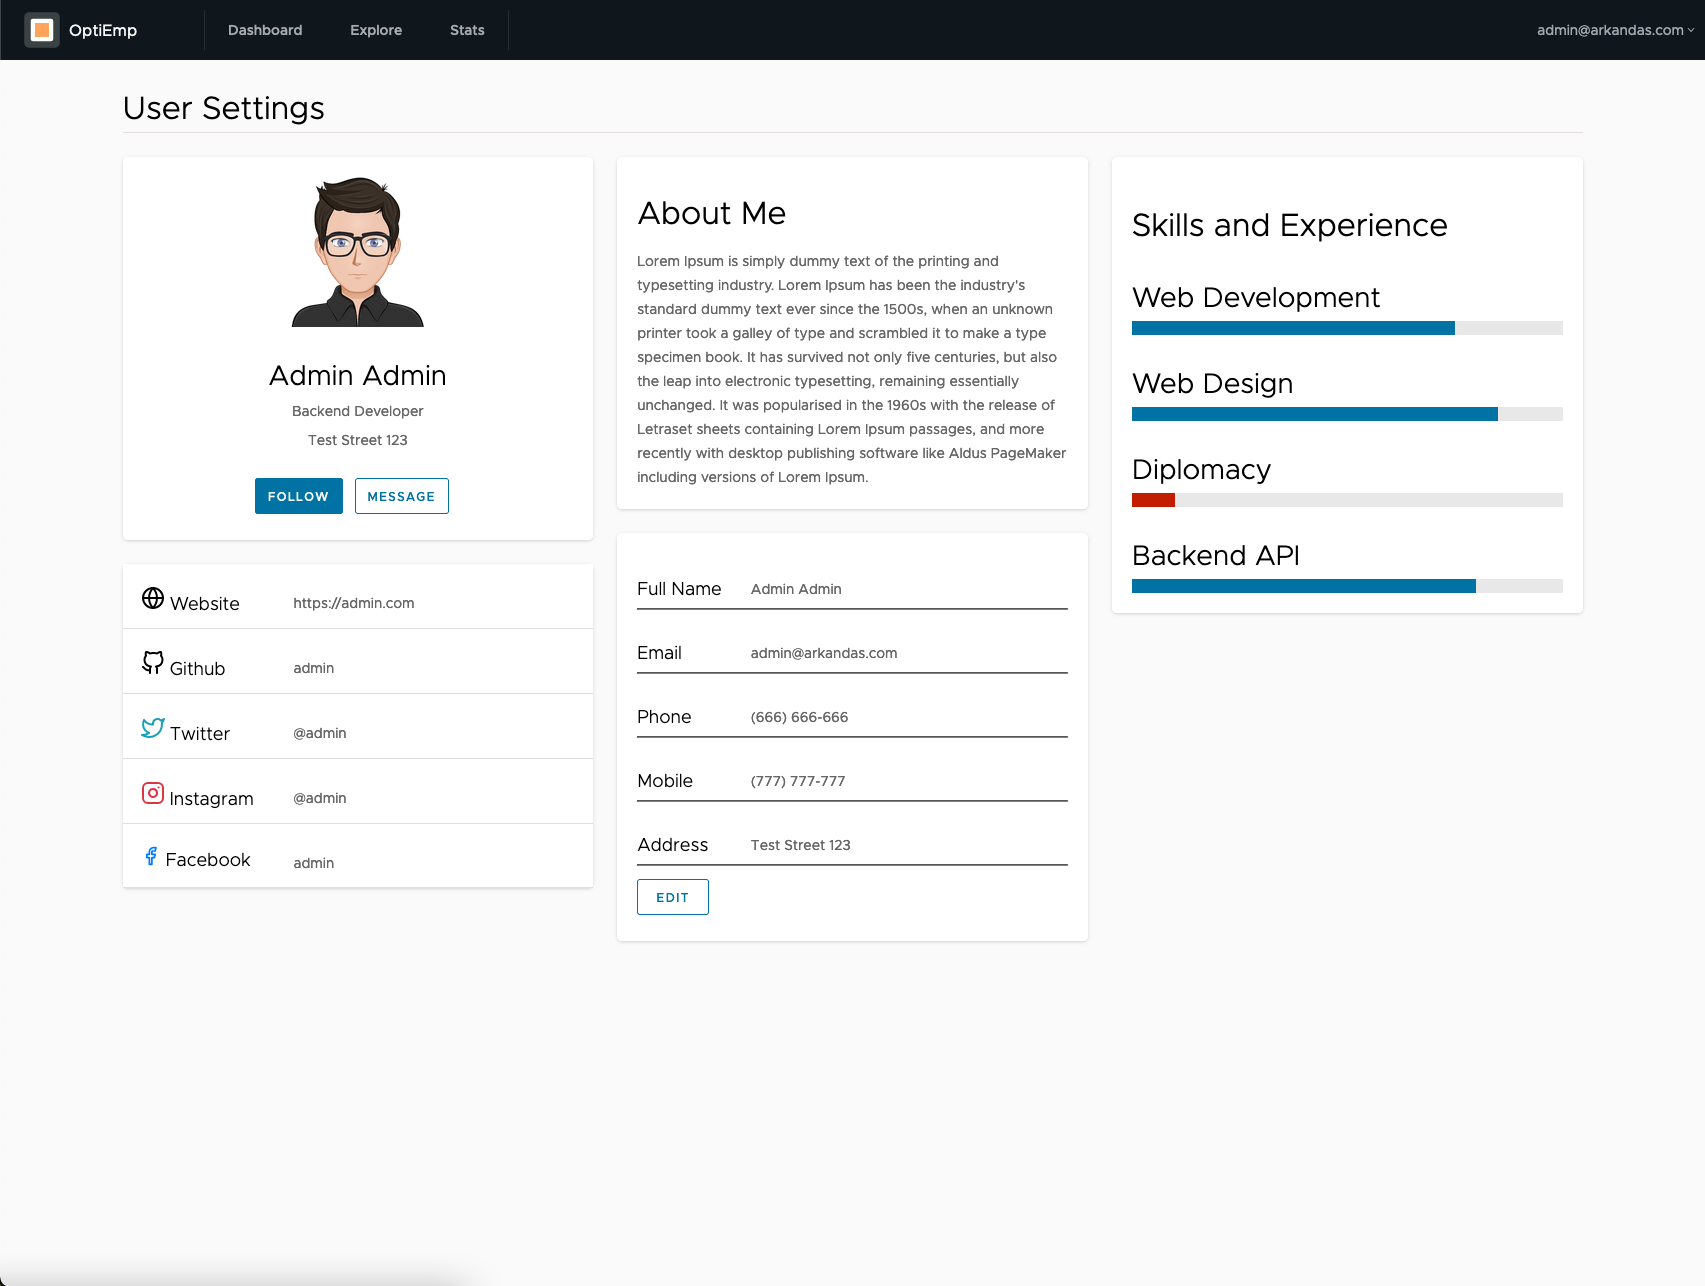 OptiEmp
Dashboard
Explore
Stats
admin@arkandas.com
User Settings
Admin Admin
Backend Developer
Test Street 123
FOLLOW
MESSAGE
Website https://admin.com
Github admin
Twitter @admin
Instagram @admin
Facebook admin
About Me
Lorem Ipsum is simply dummy text of the printing and
typesetting industry. Lorem Ipsum has been the industry's
standard dummy text ever since the 1500s, when an unknown
printer took a galley of type and scrambled it to make a type
specimen book. It has survived not only five centuries, but also
the leap into electronic typesetting, remaining essentially
unchanged. It was popularised in the 1960s with the release of
Letraset sheets containing Lorem Ipsum passages, and more
recently with desktop publishing software like Aldus PageMaker
including versions of Lorem Ipsum.
Full Name Admin Admin
Email admin@arkandas.com
Phone (666) 666-666
Mobile (777) 777-777
Address Test Street 123
EDIT
Skills and Experience
Web Development
Web Design
Diplomacy
Backend API